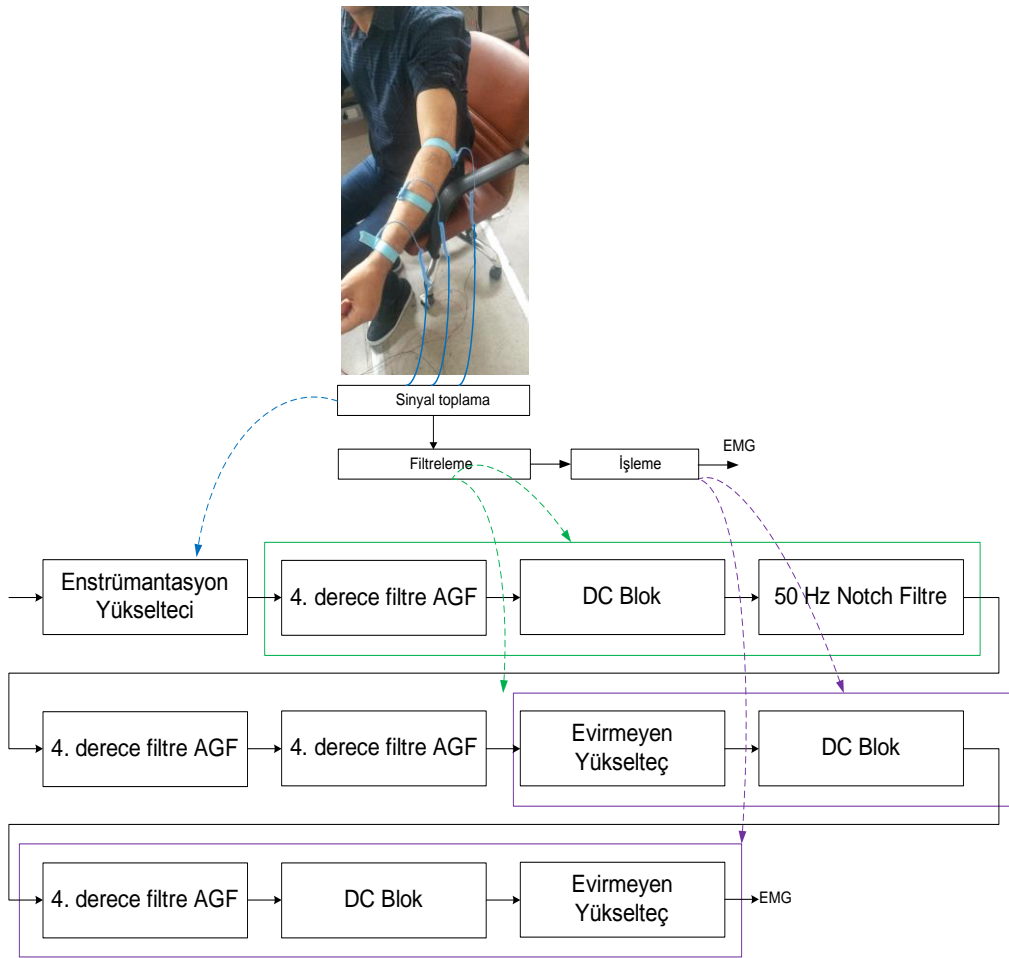 Sinyal toplama
EMG
Filtreleme
İşleme
Enstrümantasyon
Yükselteci
4. derece filtre AGF
DC Blok
50 Hz Notch Filtre
4. derece filtre AGF
4. derece filtre AGF
Evirmeyen
Yükselteç
DC Blok
4. derece filtre AGF
DC Blok
Evirmeyen
Yükselteç
EMG